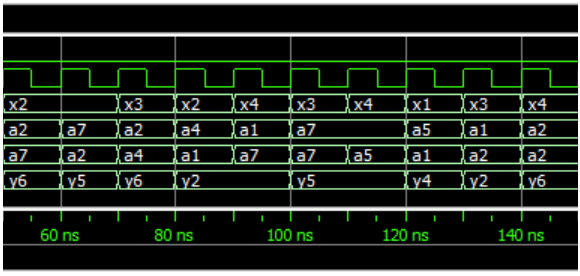 x2 x3 x2 x4 x3 x4 x1 x3 x4
a2 a7 a2 a4 a1 a7 a5 a1 a2
a7 a2 a4 a1 a7 a7 a5 a1 a2 a2
y6 y5 y6 y2 y5 y4 y2 y6
60 ns 80 ns 100 ns 120 ns 140 ns